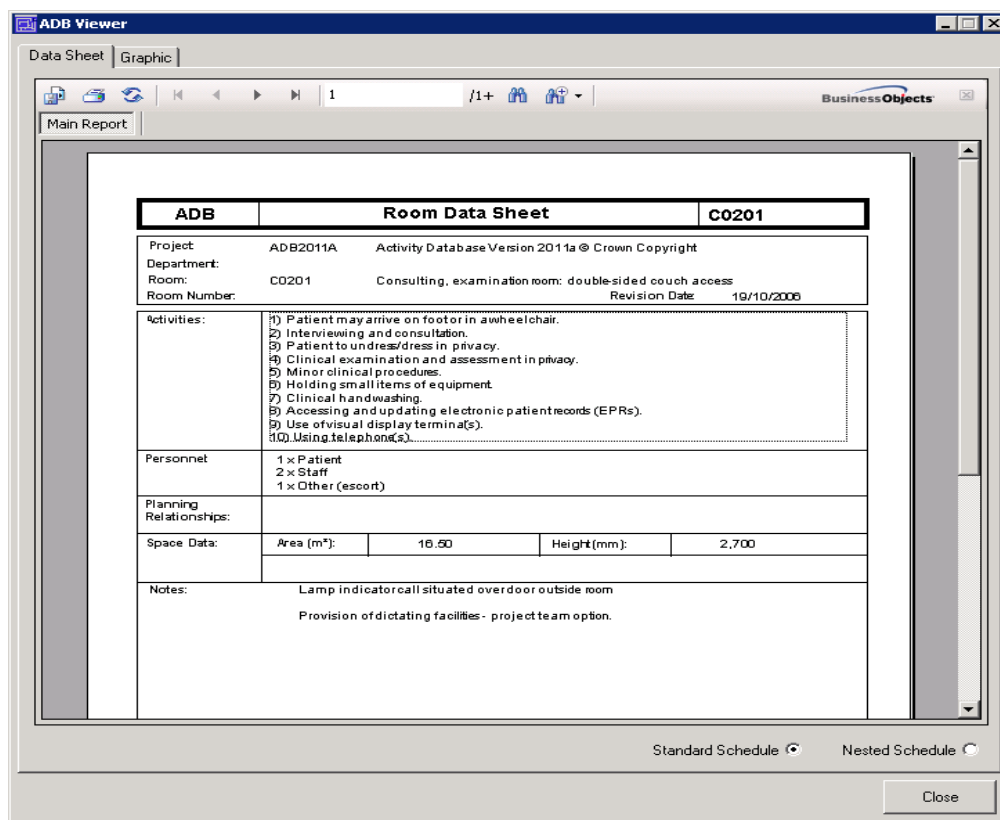 ADB Viewer
Data Sheet Graphic
1 /1+ BusinessObjects
Main Report
ADB Room Data Sheet C0201
Project ADB2011A Activity Database Version 2011a © Crown Copyright
Department:
Room: C0201 Consulting, examination room: double-sided couch access
Room Number: Revision Date: 19/10/2006
Activities: 1) Patient may arrive on foot or in a wheelchair.
2) Interviewing and consultation.
3) Patient to undress/dress in privacy.
4) Clinical examination and assessment in privacy.
5) Minor clinical procedures.
6) Holding small items of equipment.
7) Clinical handwashing.
8) Accessing and updating electronic patient records (EPRs).
9) Use of visual display terminal(s).
10) Using telephone(s).
Personnel 1 x Patient
2 x Staff
1 x Other (escort)
Planning
Relationships:
Space Data: Area (m²): 16.50 Height (mm): 2,700
Notes: Lamp indicator call situated over door outside room
Provision of dictating facilities - project team option.
Standard Schedule Nested Schedule
Close